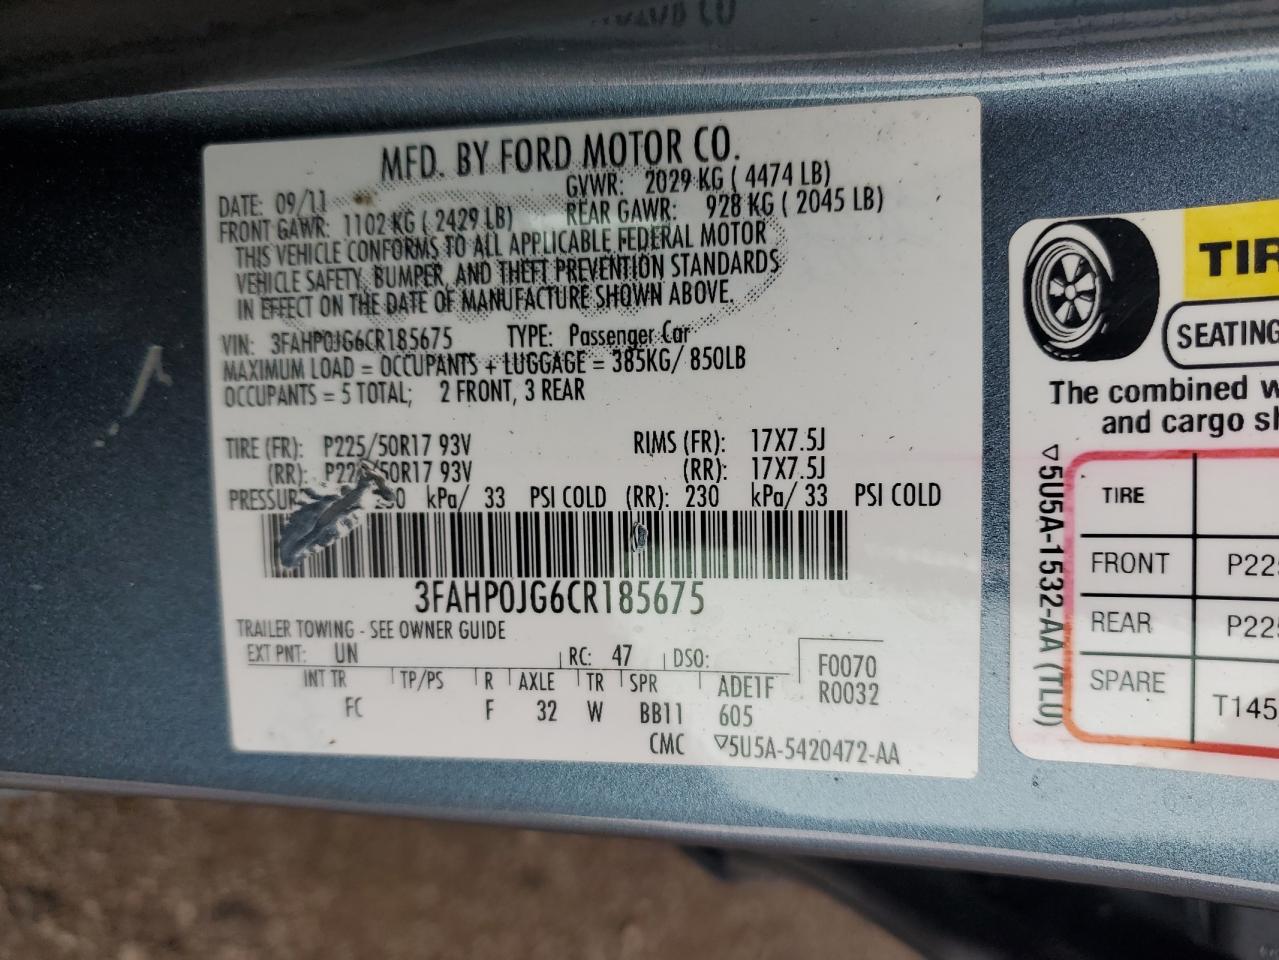 MFD. BY FORD MOTOR CO.
DATE: 09/11 GVWR: 2029 KG ( 4474 LB)
FRONT GAWR: 1102 KG ( 2429 LB) REAR GAWR: 928 KG ( 2045 LB)
THIS VEHICLE CONFORMS TO ALL APPLICABLE FEDERAL MOTOR
VEHICLE SAFETY, BUMPER, AND THEFT PREVENTION STANDARDS
IN EFFECT ON THE DATE OF MANUFACTURE SHOWN ABOVE.
VIN: 3FAHP0JG6CR185675 TYPE: Passenger Car
MAXIMUM LOAD = OCCUPANTS + LUGGAGE = 385KG/ 850LB
OCCUPANTS = 5 TOTAL; 2 FRONT, 3 REAR
TIRE (FR): P225/50R17 93V RIMS (FR): 17X7.5J
(RR): P225/50R17 93V (RR): 17X7.5J
kPa/ 33 PSI COLD (RR): 230 kPa/ 33 PSI COLD
3FAHP0JG6CR185675
TRAILER TOWING - SEE OWNER GUIDE
EXT PNT: UN RC: 47 DSO: F0070
INT TR TP/PS R AXLE TR SPR ADE1F R0032
FC F 32 W BB11 605
CMC ▽5U5A-5420472-AA
TIR
SEATING
The combined w
and cargo sh
▽5U5A-1532-AA (TLU)
TIRE
FRONT P225
REAR P225
SPARE T145